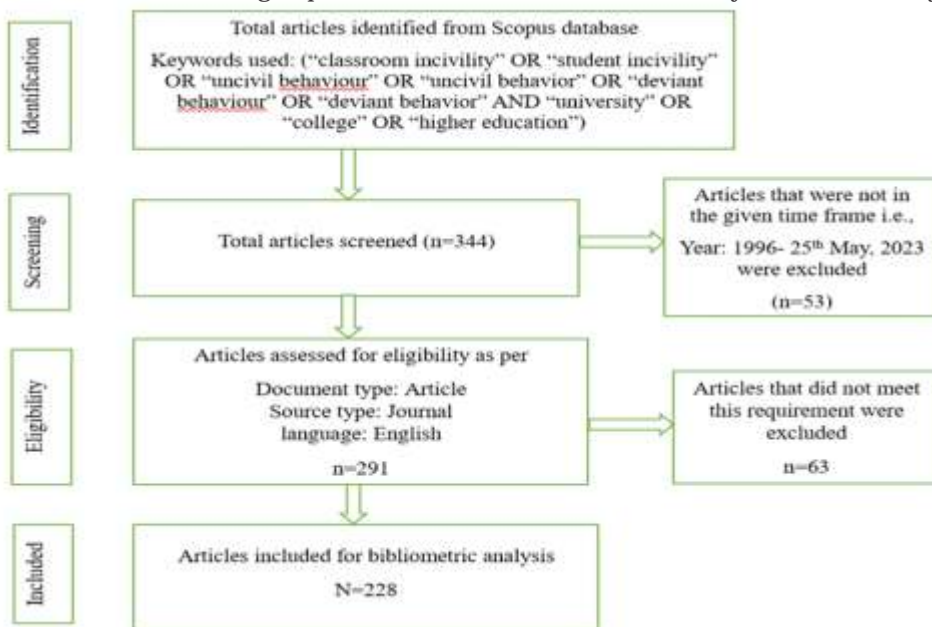 Identification
Total articles identified from Scopus database
Keywords used: (“classroom incivility” OR “student incivility”
OR “uncivil behaviour” OR “uncivil behavior” OR “deviant
behaviour” OR “deviant behavior” AND “university” OR
“college” OR “higher education”)
Screening
Total articles screened (n=344)
Articles that were not in
the given time frame i.e.,
Year: 1996- 25th May, 2023
were excluded
(n=53)
Eligibility
Articles assessed for eligibility as per
Document type: Article
Source type: Journal
language: English
n=291
Articles that did not meet
this requirement were
excluded
n=63
Included
Articles included for bibliometric analysis
N=228